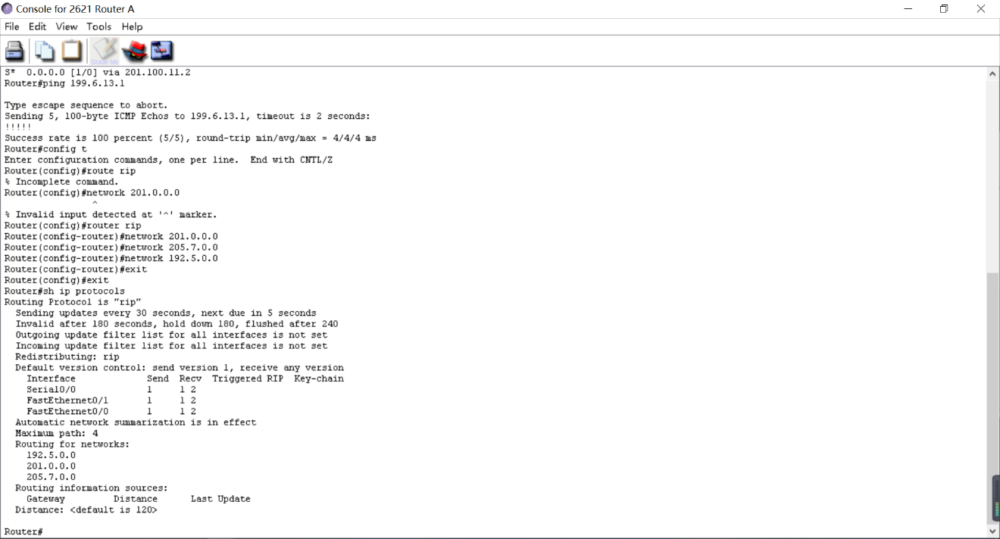 Console for 2621 Router A
File Edit View Tools Help
Grade Me
S*  0.0.0.0 [1/0] via 201.100.11.2
Router#ping 199.6.13.1
Type escape sequence to abort.
Sending 5, 100-byte ICMP Echos to 199.6.13.1, timeout is 2 seconds:
!!!!!
Success rate is 100 percent (5/5), round-trip min/avg/max = 4/4/4 ms
Router#config t
Enter configuration commands, one per line.  End with CNTL/Z
Router(config)#route rip
% Incomplete command.
Router(config)#network 201.0.0.0
^
% Invalid input detected at '^' marker.
Router(config)#router rip
Router(config-router)#network 201.0.0.0
Router(config-router)#network 205.7.0.0
Router(config-router)#network 192.5.0.0
Router(config-router)#exit
Router(config)#exit
Router#sh ip protocols
Routing Protocol is "rip"
Sending updates every 30 seconds, next due in 5 seconds
Invalid after 180 seconds, hold down 180, flushed after 240
Outgoing update filter list for all interfaces is not set
Incoming update filter list for all interfaces is not set
Redistributing: rip
Default version control: send version 1, receive any version
Interface             Send  Recv  Triggered RIP  Key-chain
Serial0/0             1     1 2
FastEthernet0/1       1     1 2
FastEthernet0/0       1     1 2
Automatic network summarization is in effect
Maximum path: 4
Routing for networks:
192.5.0.0
201.0.0.0
205.7.0.0
Routing information sources:
Gateway         Distance      Last Update
Distance: <default is 120>
Router#